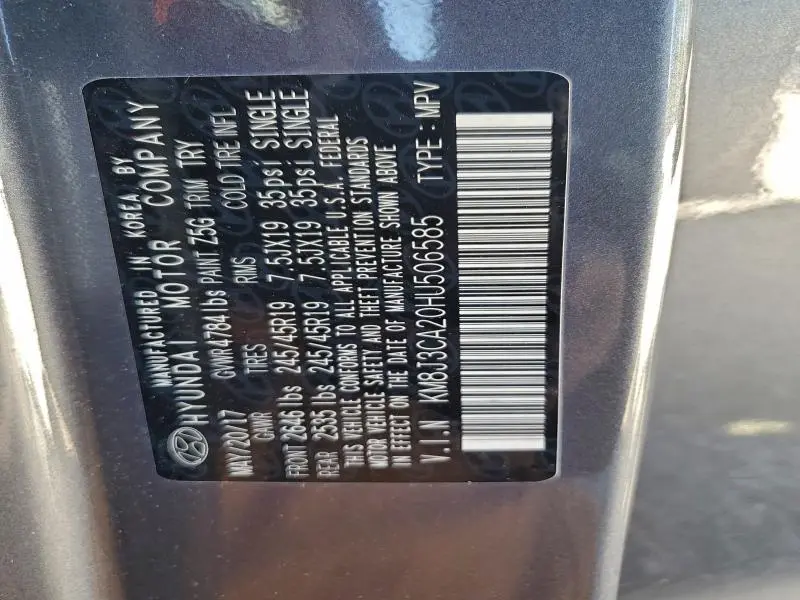 MANUFACTURED IN KOREA BY
HYUNDAI MOTOR COMPANY
MAY/20/17 GVWR 4784 lbs PAINT Z5G TRIM TRY
GAWR TIRES RIMS COLD TIRE INFL
FRONT 2646 lbs 245/45R19 7.5JX19 35psi SINGLE
REAR 2535 lbs 245/45R19 7.5JX19 35psi SINGLE
THIS VEHICLE CONFORMS TO ALL APPLICABLE U.S.A. FEDERAL
MOTOR VEHICLE SAFETY AND THEFT PREVENTION STANDARDS
IN EFFECT ON THE DATE OF MANUFACTURE SHOWN ABOVE
V.I.N KM8J3CA20HU506585 TYPE : MPV